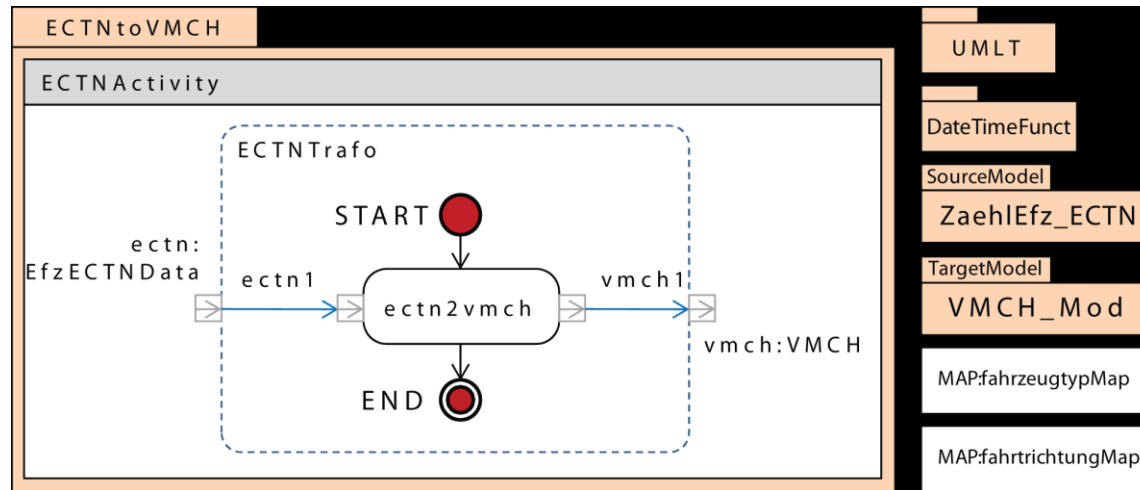 ECTNtoVMCH
ECTNActivity
ECTNTrafo
START
ectn:
EfzECTNData
ectn1
ectn2vmch
vmch1
vmch:VMCH
END
UMLT
DateTimeFunct
SourceModel
ZaehlEfz_ECTN
TargetModel
VMCH_Mod
MAP:fahrzeugtypMap
MAP:fahrtrichtungMap